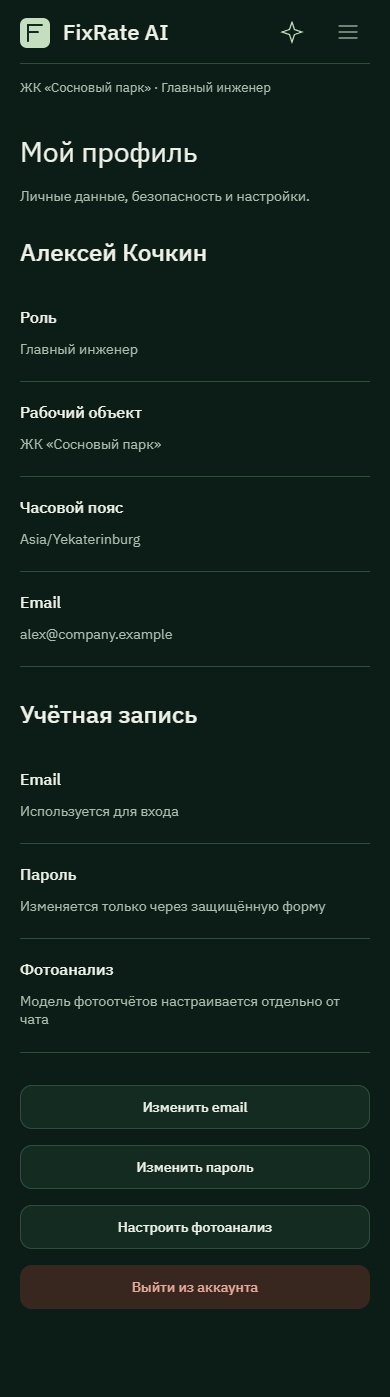 FixRate AI
ЖК «Сосновый парк» · Главный инженер
Мой профиль
Личные данные, безопасность и настройки.
Алексей Кочкин
Роль
Главный инженер
Рабочий объект
ЖК «Сосновый парк»
Часовой пояс
Asia/Yekaterinburg
Email
alex@company.example
Учётная запись
Email
Используется для входа
Пароль
Изменяется только через защищённую форму
Фотоанализ
Модель фотоотчётов настраивается отдельно от
чата
Изменить email
Изменить пароль
Настроить фотоанализ
Выйти из аккаунта